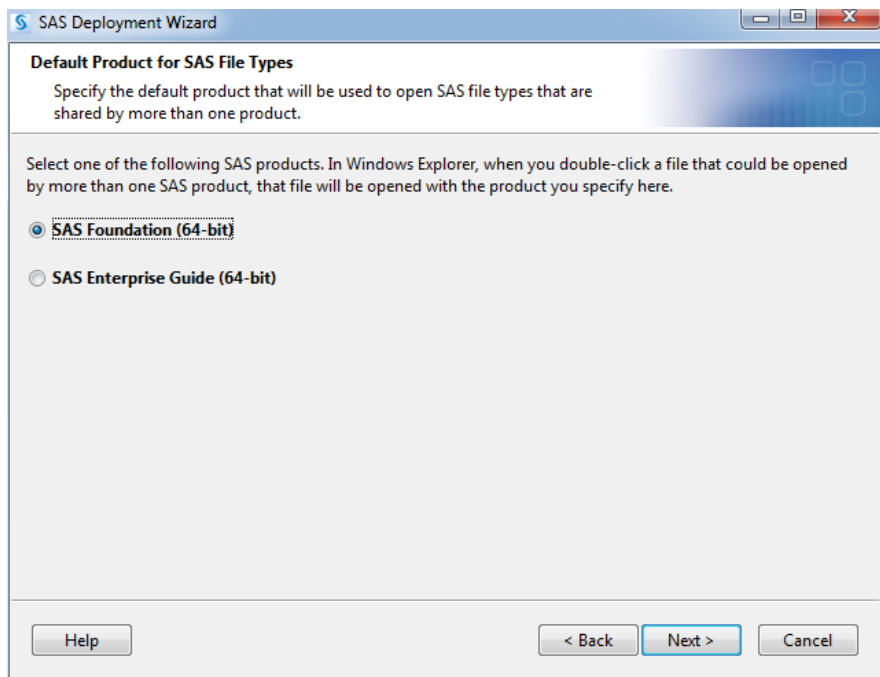 SAS Deployment Wizard
Default Product for SAS File Types
Specify the default product that will be used to open SAS file types that are
shared by more than one product.
Select one of the following SAS products. In Windows Explorer, when you double-click a file that could be opened
by more than one SAS product, that file will be opened with the product you specify here.
SAS Foundation (64-bit)
SAS Enterprise Guide (64-bit)
Help < Back Next > Cancel